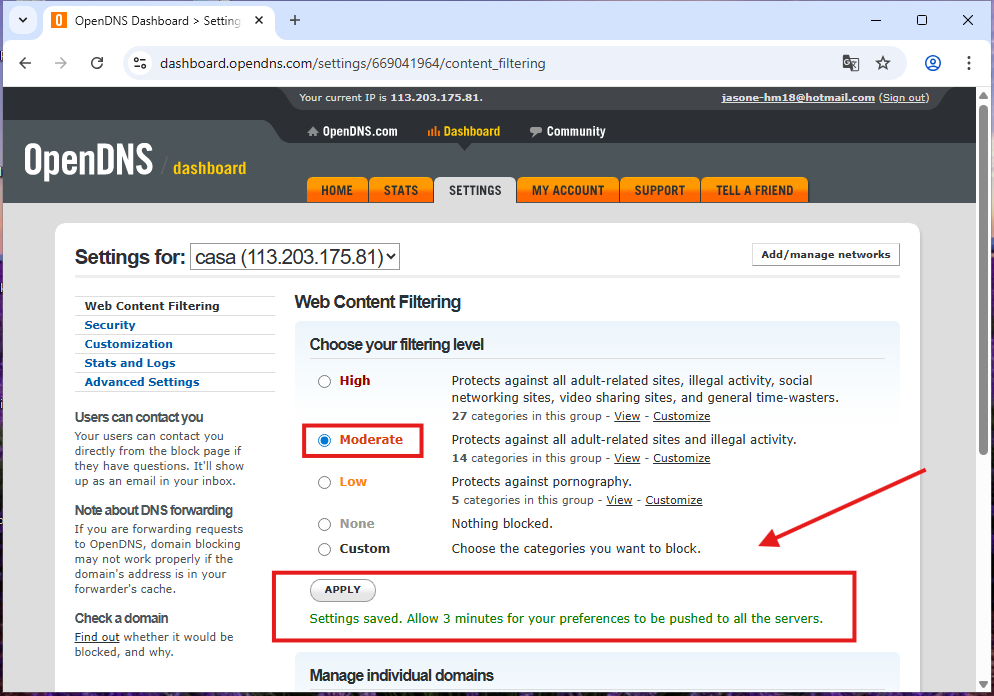 OpenDNS Dashboard > Setting
dashboard.opendns.com/settings/669041964/content_filtering
Your current IP is 113.203.175.81.
jasone-hm18@hotmail.com (Sign out)
OpenDNS.com
Dashboard
Community
OpenDNS / dashboard
HOME
STATS
SETTINGS
MY ACCOUNT
SUPPORT
TELL A FRIEND
Settings for: casa (113.203.175.81)
Add/manage networks
Web Content Filtering
Security
Customization
Stats and Logs
Advanced Settings
Users can contact you
Your users can contact you
directly from the block page if
they have questions. It'll show
up as an email in your inbox.
Note about DNS forwarding
If you are forwarding requests
to OpenDNS, domain blocking
may not work properly if the
domain's address is in your
forwarder's cache.
Check a domain
Find out whether it would be
blocked, and why.
Web Content Filtering
Choose your filtering level
High
Protects against all adult-related sites, illegal activity, social
networking sites, video sharing sites, and general time-wasters.
27 categories in this group - View - Customize
Moderate
Protects against all adult-related sites and illegal activity.
14 categories in this group - View - Customize
Low
Protects against pornography.
5 categories in this group - View - Customize
None
Nothing blocked.
Custom
Choose the categories you want to block.
APPLY
Settings saved. Allow 3 minutes for your preferences to be pushed to all the servers.
Manage individual domains